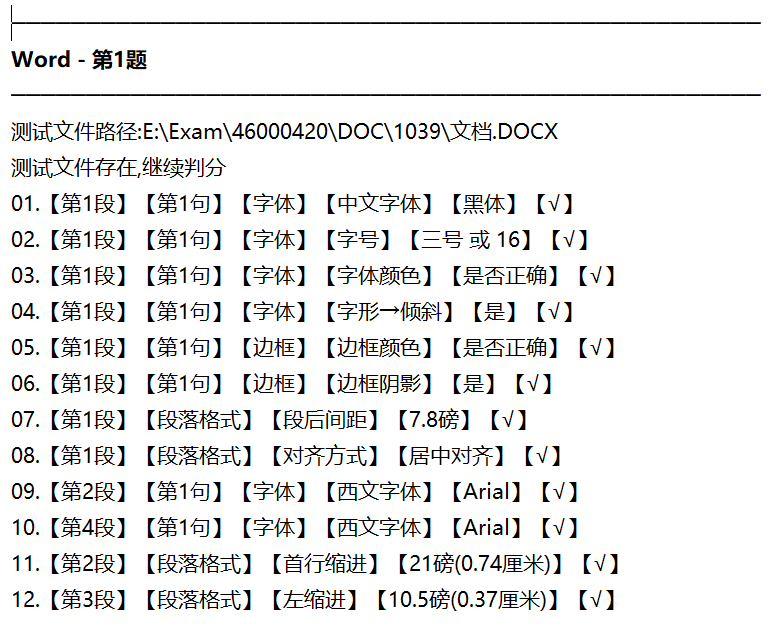 Word - 第1题
测试文件路径:E:\Exam\46000420\DOC\1039\文档.DOCX
测试文件存在,继续判分
01.【第1段】【第1句】【字体】【中文字体】【黑体】【√】
02.【第1段】【第1句】【字体】【字号】【三号 或 16】【√】
03.【第1段】【第1句】【字体】【字体颜色】【是否正确】【√】
04.【第1段】【第1句】【字体】【字形→倾斜】【是】【√】
05.【第1段】【第1句】【边框】【边框颜色】【是否正确】【√】
06.【第1段】【第1句】【边框】【边框阴影】【是】【√】
07.【第1段】【段落格式】【段后间距】【7.8磅】【√】
08.【第1段】【段落格式】【对齐方式】【居中对齐】【√】
09.【第2段】【第1句】【字体】【西文字体】【Arial】【√】
10.【第4段】【第1句】【字体】【西文字体】【Arial】【√】
11.【第2段】【段落格式】【首行缩进】【21磅(0.74厘米)】【√】
12.【第3段】【段落格式】【左缩进】【10.5磅(0.37厘米)】【√】